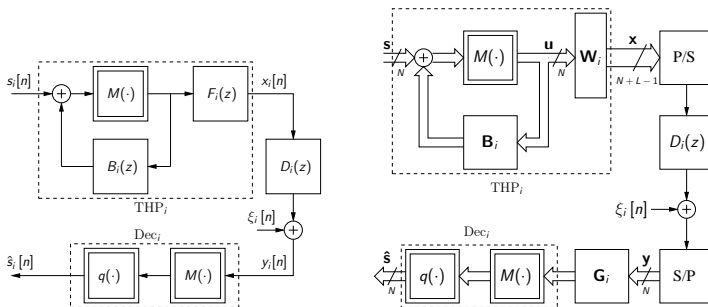 s_i[n]
M(·)
F_i(z)
x_i[n]
B_i(z)
D_i(z)
THP_i
ξ_i[n]
Dec_i
ŝ_i[n]
q(·)
M(·)
y_i[n]
s
N
M(·)
u
N
W_i
x
N+L−1
P/S
B_i
D_i(z)
THP_i
ξ_i[n]
Dec_i
ŝ
N
q(·)
M(·)
G_i
y
N
S/P